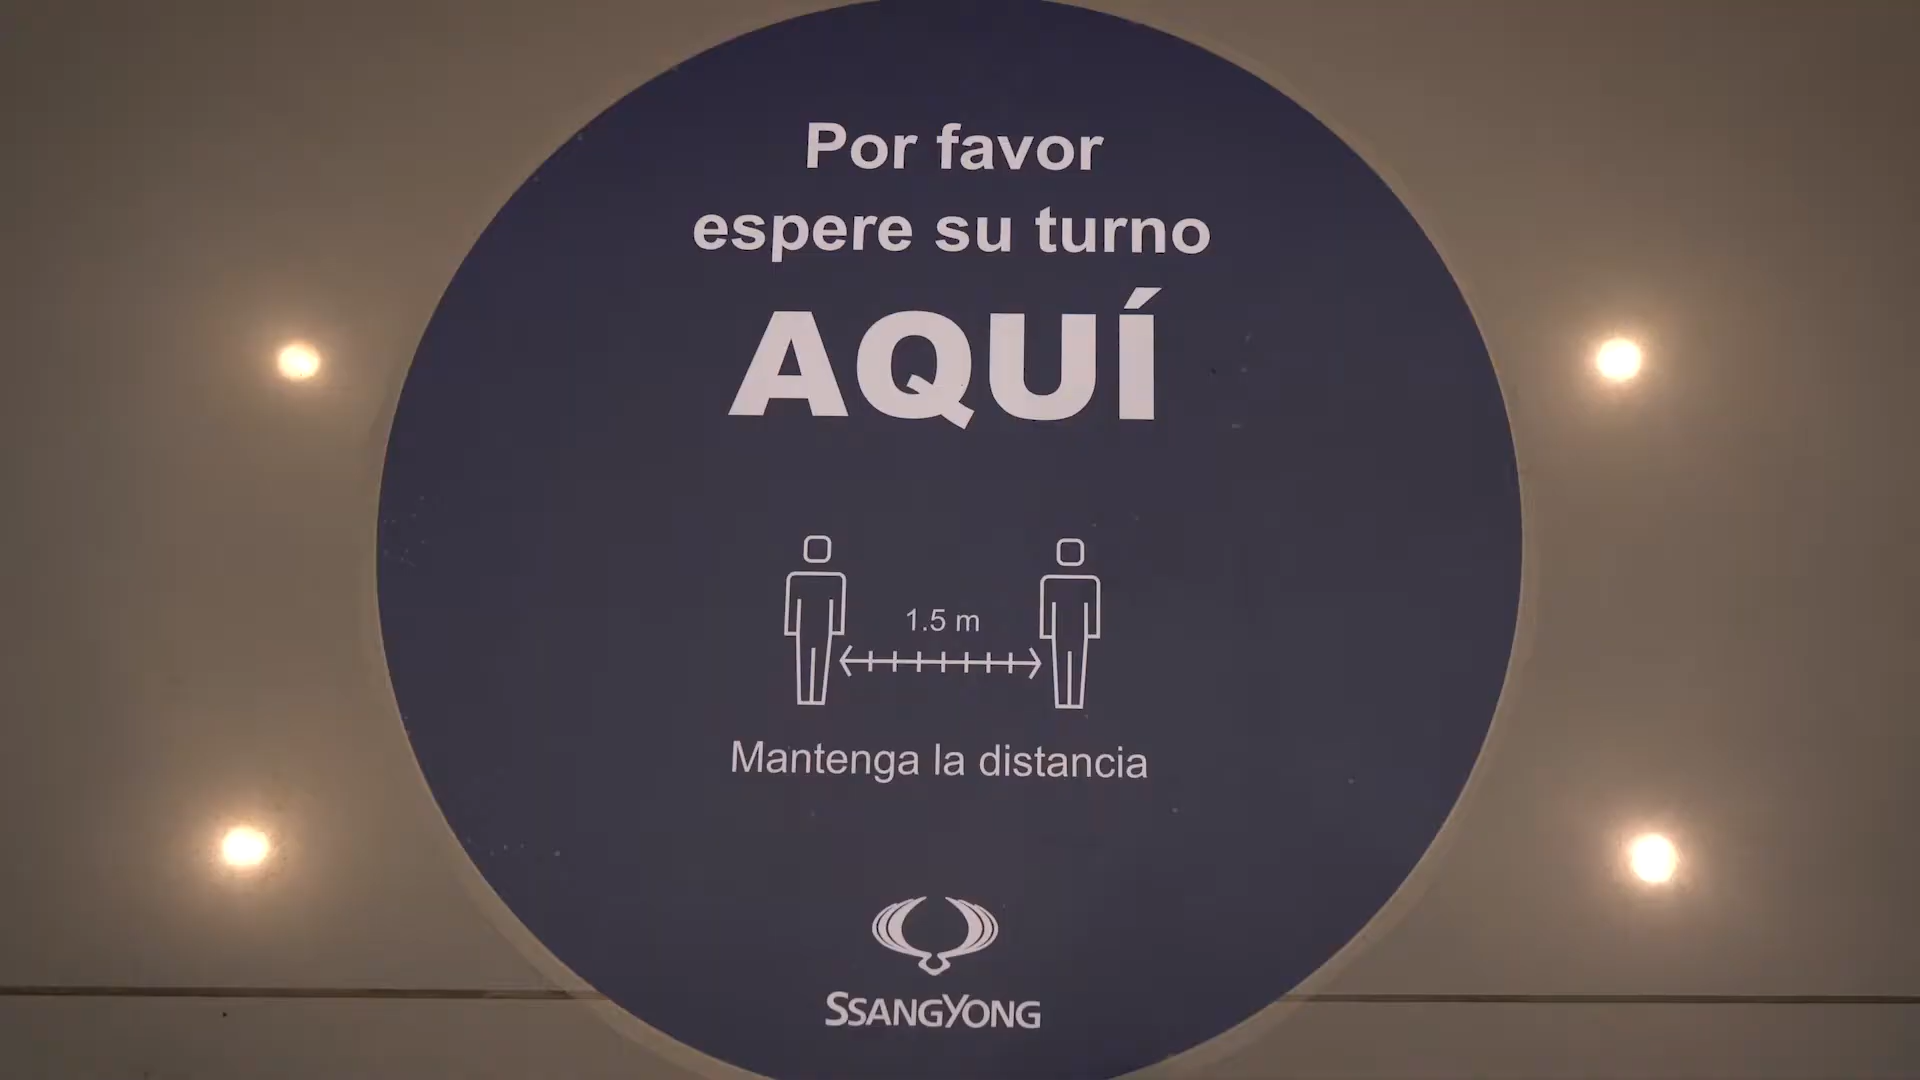 Por favor
espere su turno
AQUÍ
1.5 m
Mantenga la distancia
SSANGYONG